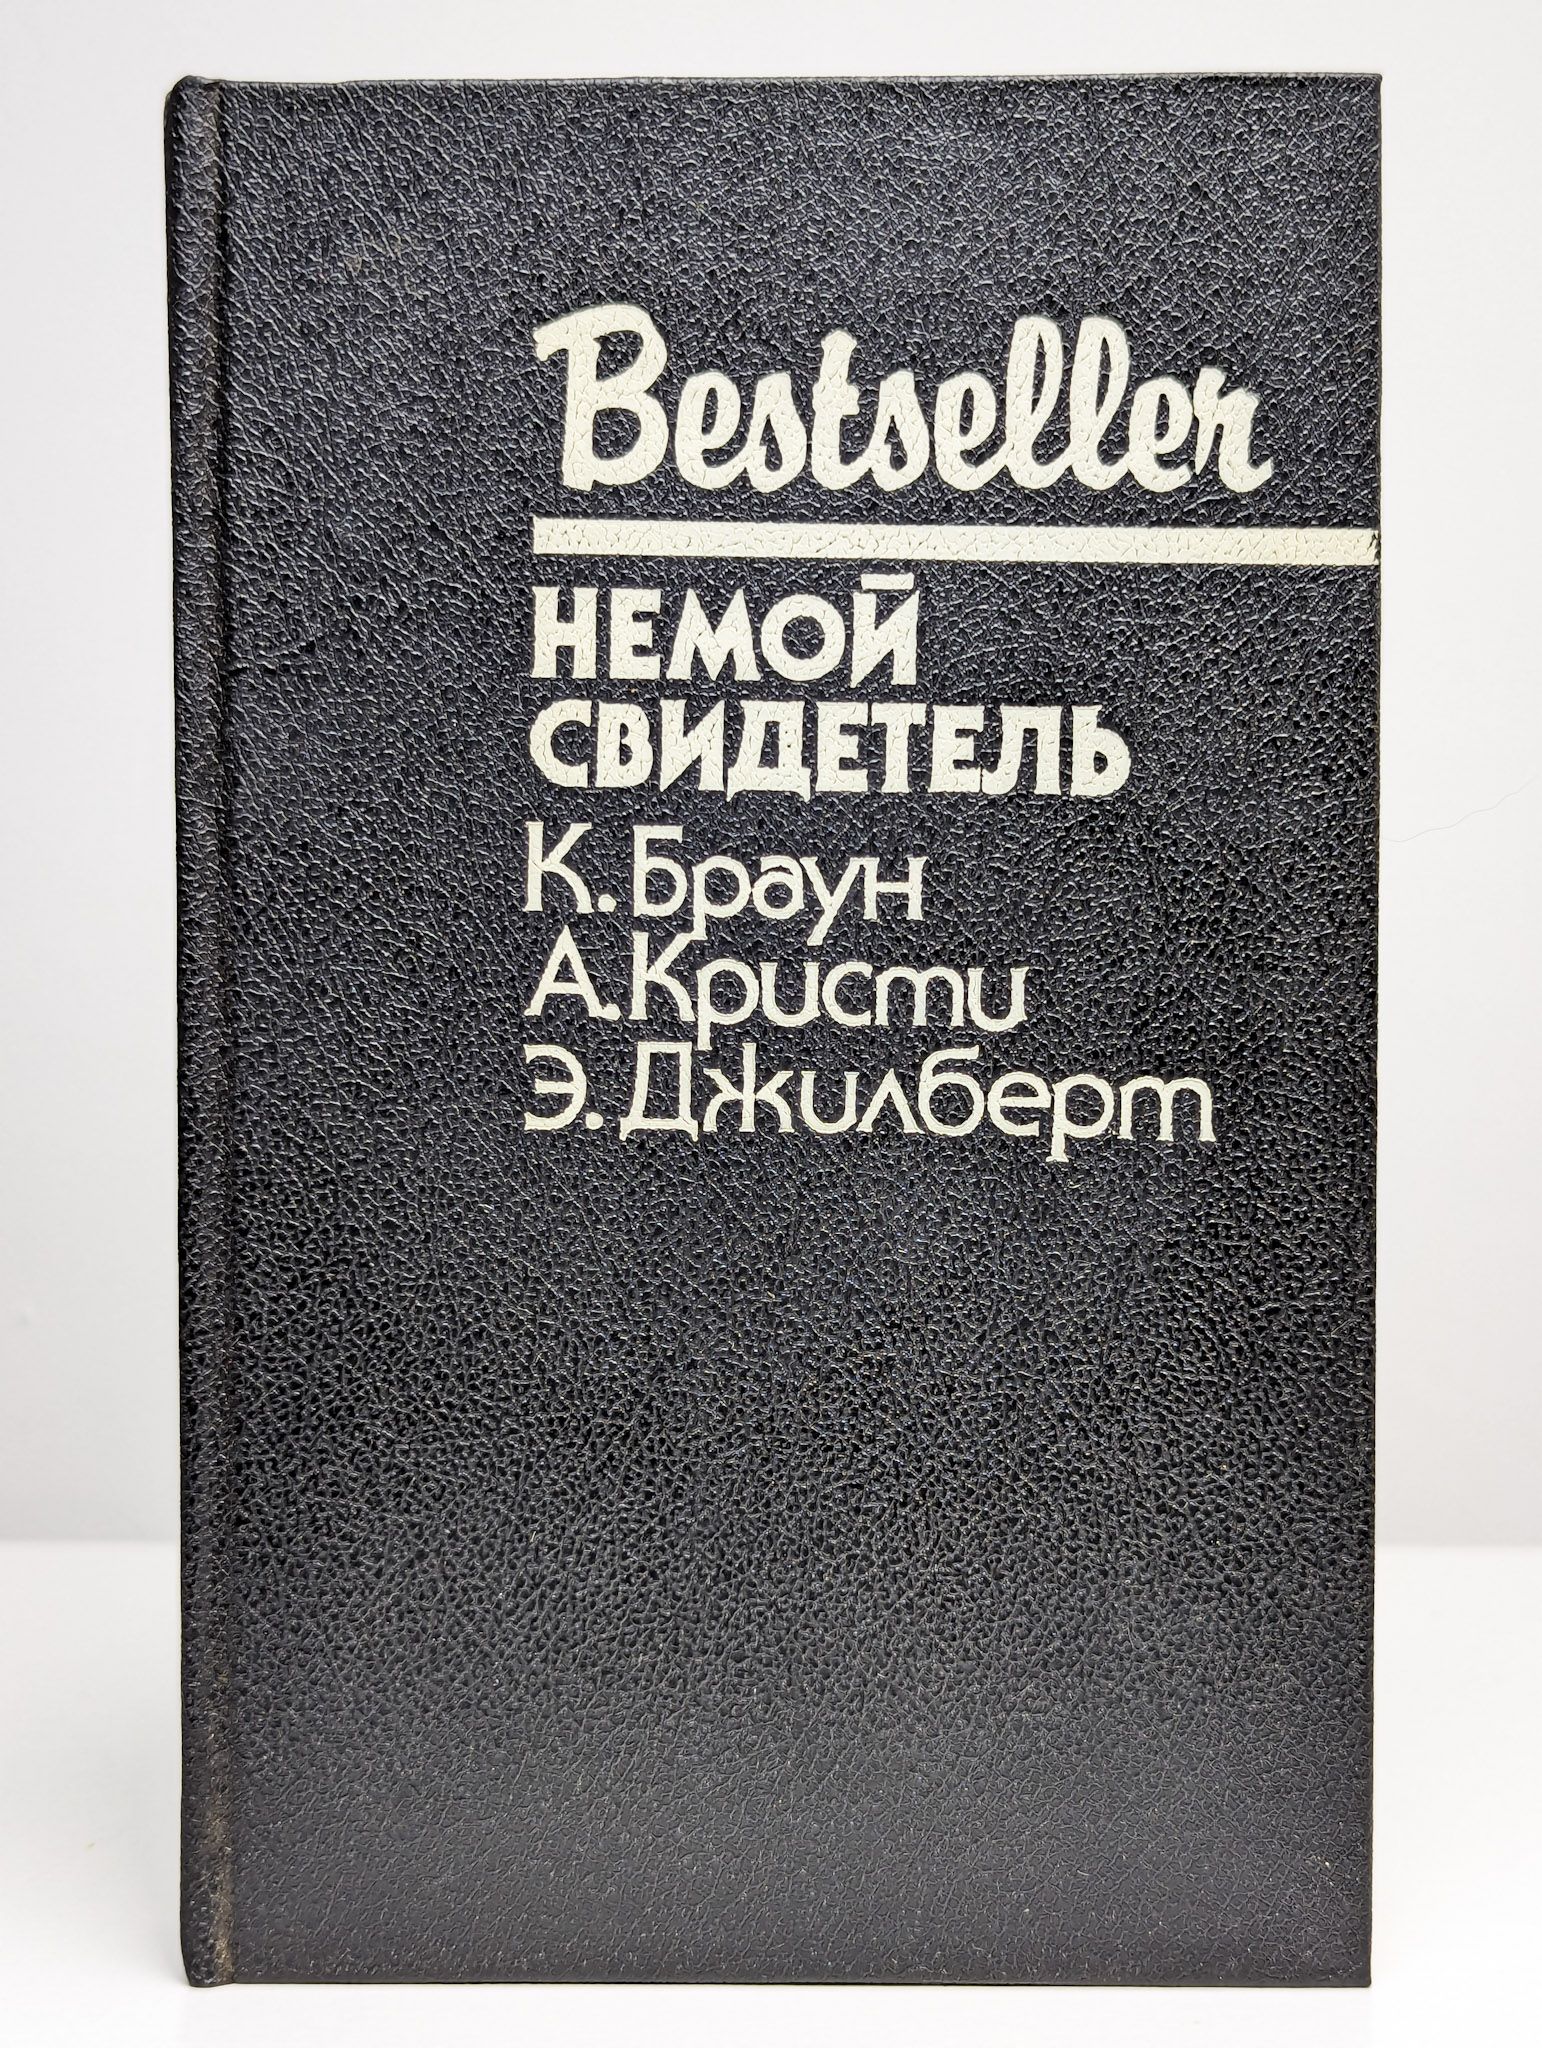 Bestseller
НЕМОЙ
СВИДЕТЕЛЬ
К. Браун
А. Кристи
Э. Джилберт